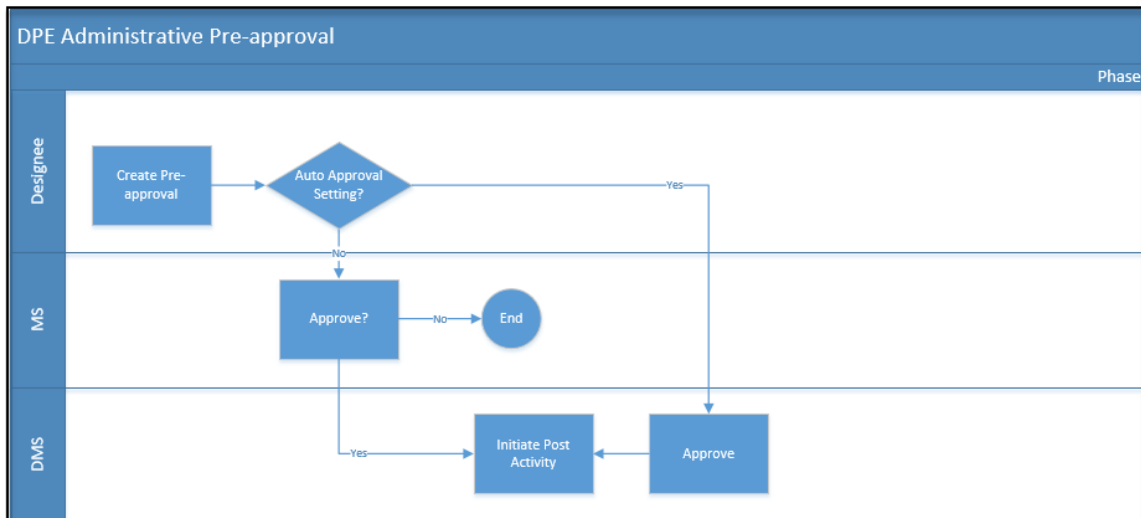 DPE Administrative Pre-approval
Phase
Designee
Create Pre-
approval
Auto Approval
Setting?
Yes
No
MS
Approve?
No
End
DMS
Yes
Initiate Post
Activity
Approve